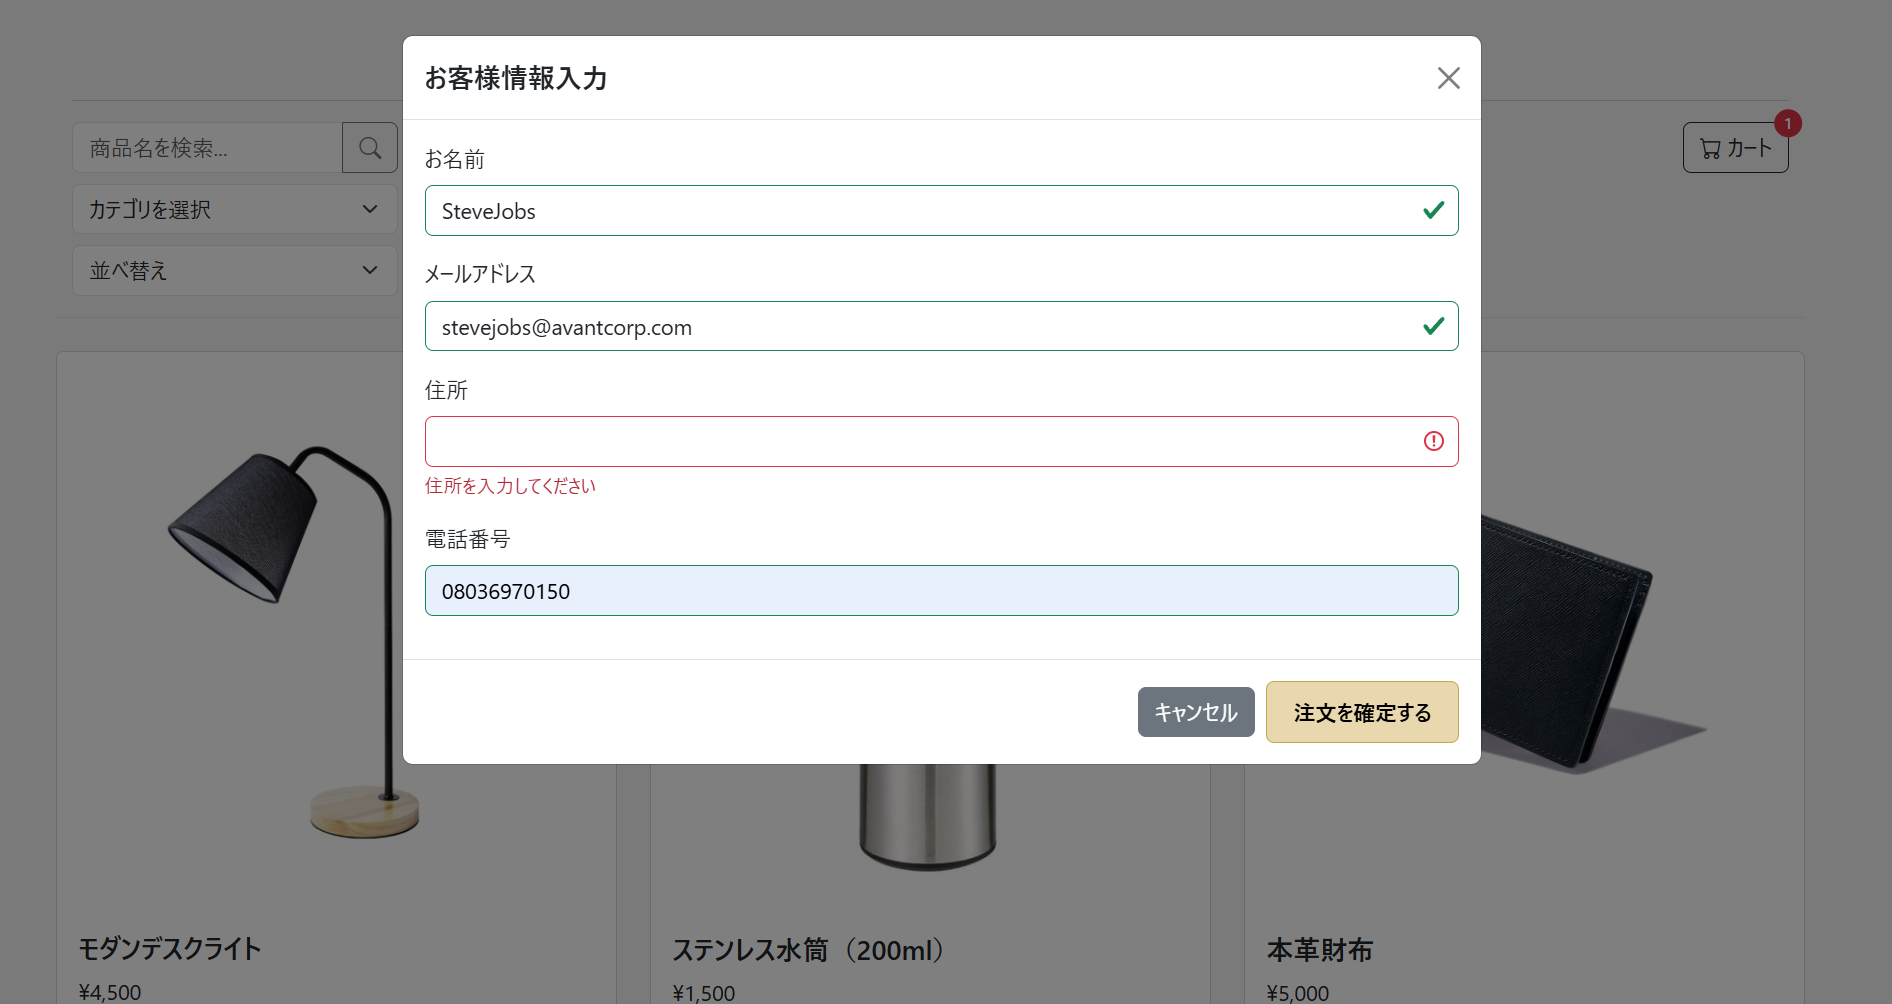 お客様情報入力
商品名を検索...
カテゴリを選択
並べ替え
カート
1
お名前
SteveJobs
メールアドレス
stevejobs@avantcorp.com
住所
住所を入力してください
電話番号
08036970150
キャンセル
注文を確定する
モダンデスクライト
¥4,500
ステンレス水筒（200ml）
¥1,500
本革財布
¥5,000